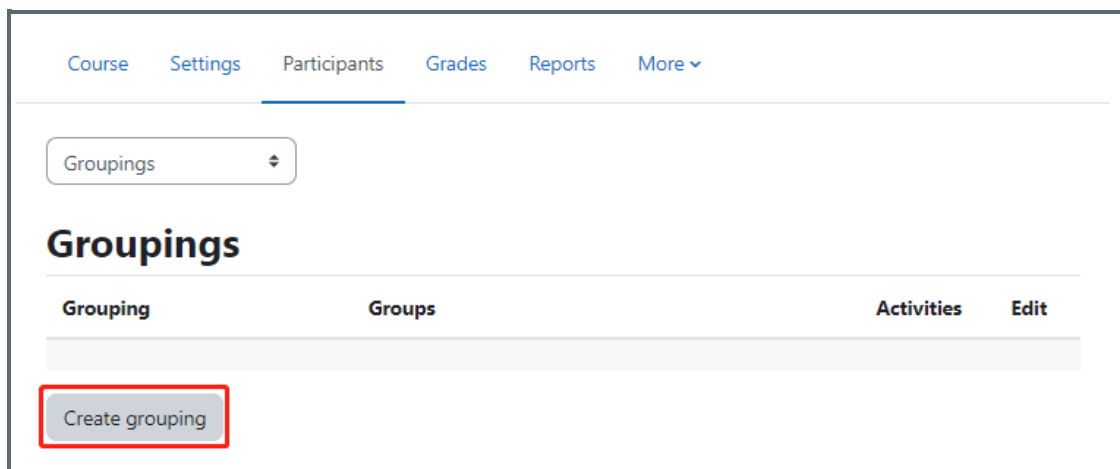 Course Settings Participants Grades Reports More
Groupings
Groupings
Grouping Groups Activities Edit
Create grouping